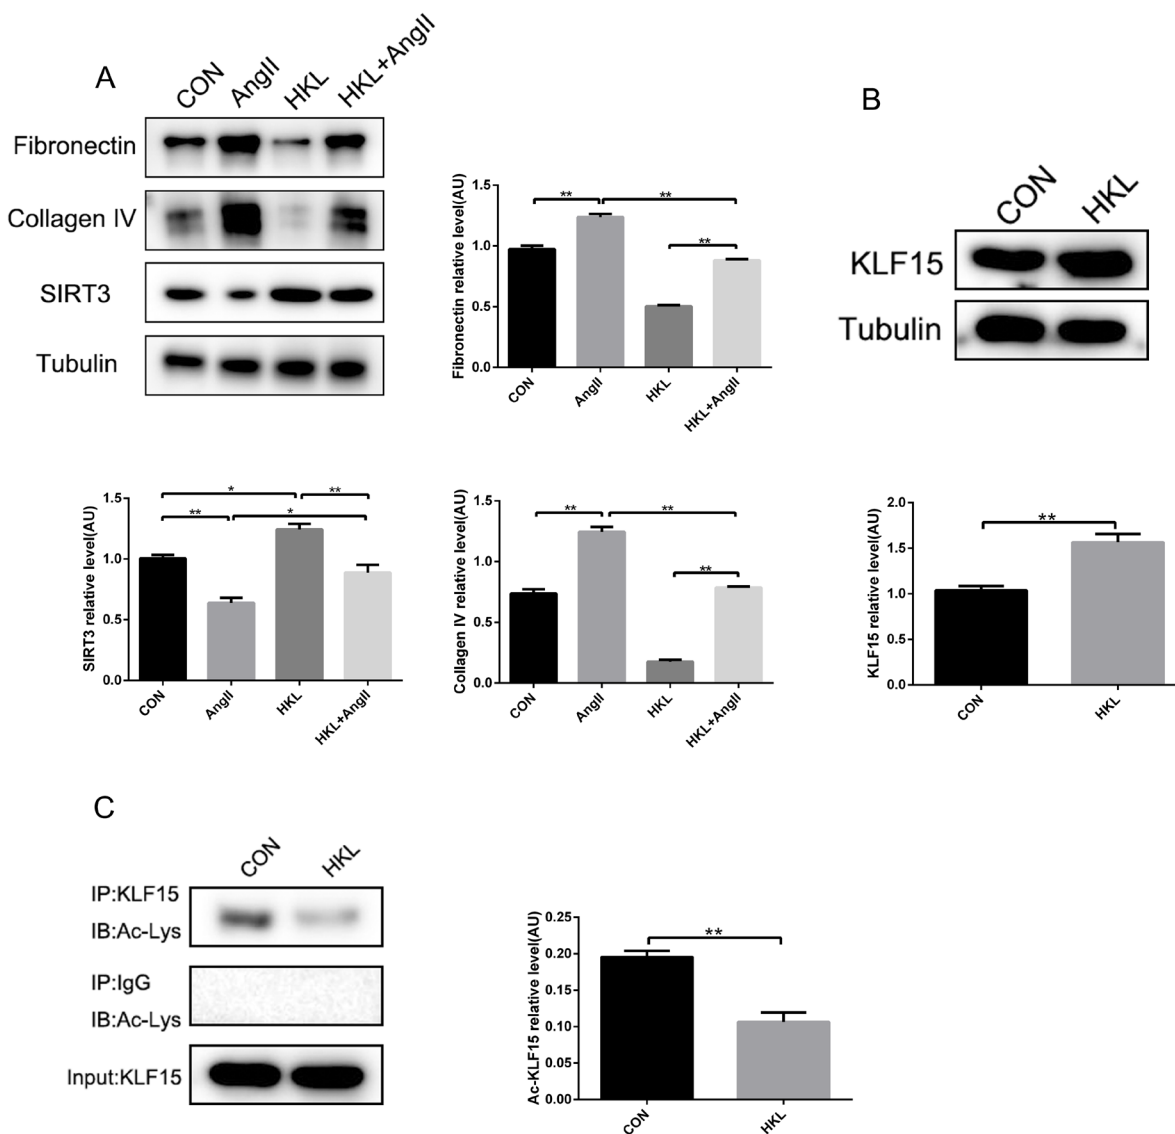 A
CON
AngII
HKL
HKL+AngII
Fibronectin
Collagen IV
SIRT3
Tubulin
Fibronectin relative level(AU)
1.5
1.0
0.5
0.0
**
**
**
CON
AngII
HKL
HKL+AngII
B
CON
HKL
KLF15
Tubulin
SIRT3 relative level(AU)
1.5
1.0
0.5
0.0
*
**
**
*
CON
AngII
HKL
HKL+AngII
Collagen IV relative level(AU)
1.5
1.0
0.5
0.0
**
**
**
CON
AngII
HKL
HKL+AngII
KLF15 relative level(AU)
2.0
1.5
1.0
0.5
0.0
**
CON
HKL
C
CON
HKL
IP:KLF15
IB:Ac-Lys
IP:IgG
IB:Ac-Lys
Input:KLF15
Ac-KLF15 relative level(AU)
0.25
0.20
0.15
0.10
0.05
0.00
**
CON
HKL